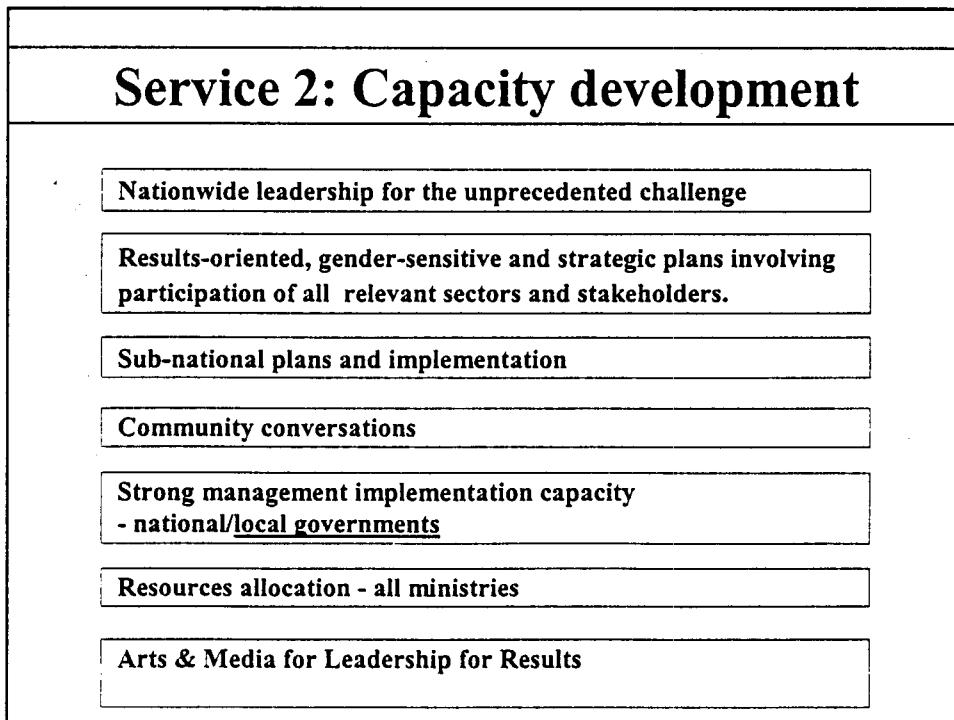 Service 2: Capacity development
Nationwide leadership for the unprecedented challenge
Results-oriented, gender-sensitive and strategic plans involving
participation of all relevant sectors and stakeholders.
Sub-national plans and implementation
Community conversations
Strong management implementation capacity
- national/local governments
Resources allocation - all ministries
Arts & Media for Leadership for Results